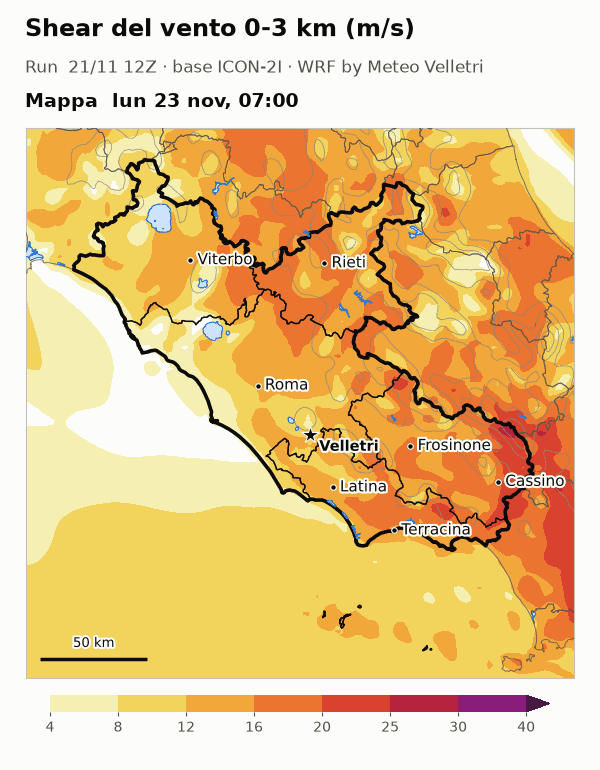 Shear del vento 0-3 km (m/s)
Run  21/11 12Z · base ICON-2I · WRF by Meteo Velletri
Mappa  lun 23 nov, 07:00
Viterbo
Rieti
Roma
Velletri
Frosinone
Cassino
Latina
Terracina
50 km
4 8 12 16 20 25 30 40